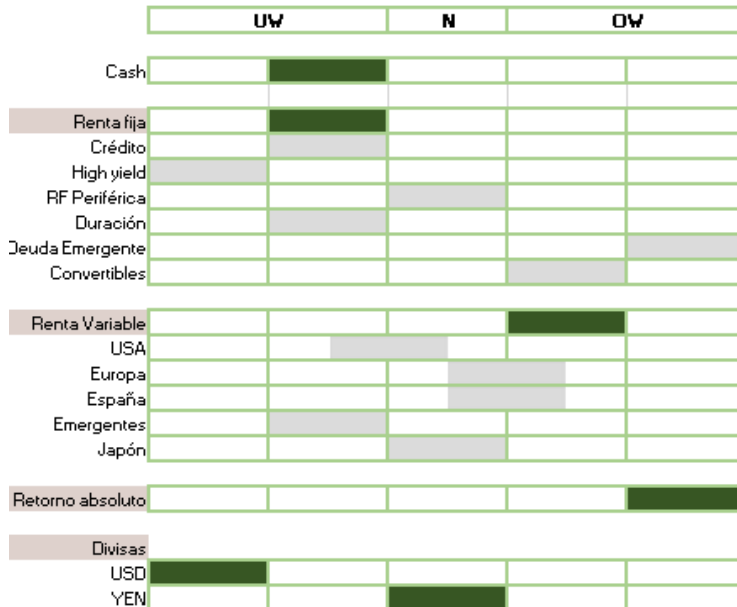 UW N OW
Cash
Renta fija
Crédito
High yield
RF Periférica
Duración
Deuda Emergente
Convertibles
Renta Variable
USA
Europa
España
Emergentes
Japón
Retorno absoluto
Divisas
USD
YEN